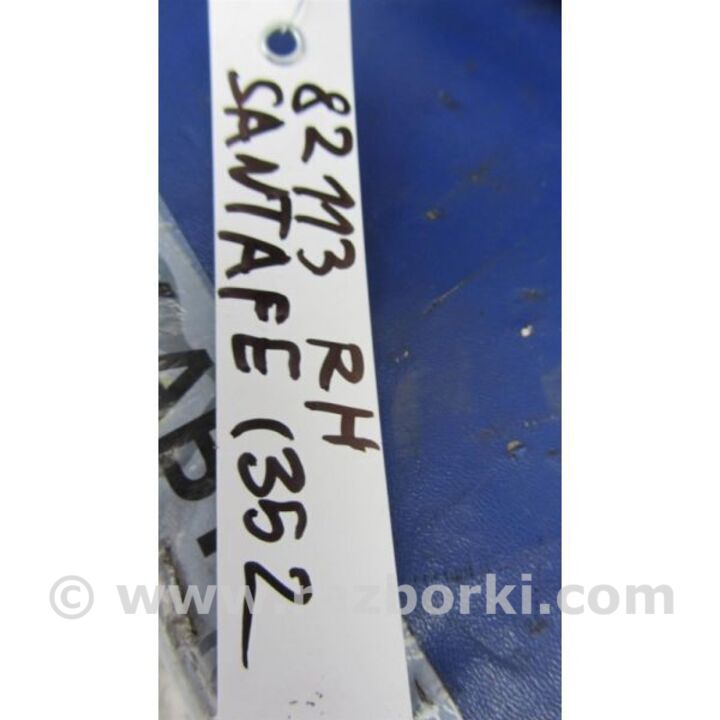 82113 RH
SANTAFE (352
© www.razborki.com